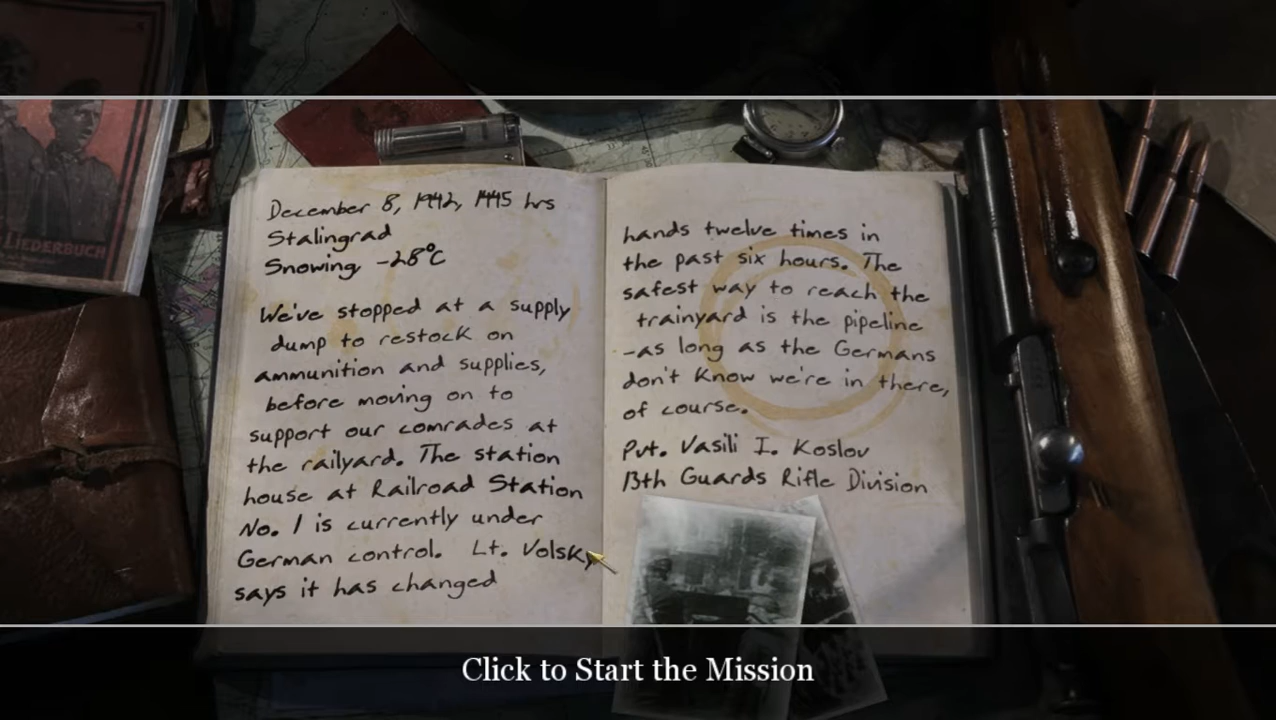 LIEDERBUCH
December 8, 1942, 1445 hrs
Stalingrad
Snowing -28°C
We've stopped at a supply
dump to restock on
ammunition and supplies,
before moving on to
support our comrades at
the railyard. The station
house at Railroad Station
No. 1 is currently under
German control. Lt. Volsky
says it has changed
hands twelve times in
the past six hours. The
safest way to reach the
trainyard is the pipeline
-as long as the Germans
don't know we're in there,
of course.
Pvt. Vasili I. Koslov
13th Guards Rifle Division
Click to Start the Mission